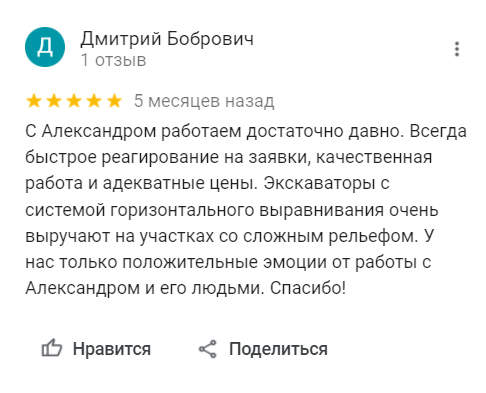 Д
Дмитрий Бобрович
1 отзыв
5 месяцев назад
С Александром работаем достаточно давно. Всегда
быстрое реагирование на заявки, качественная
работа и адекватные цены. Экскаваторы с
системой горизонтального выравнивания очень
выручают на участках со сложным рельефом. У
нас только положительные эмоции от работы с
Александром и его людьми. Спасибо!
Нравится
Поделиться